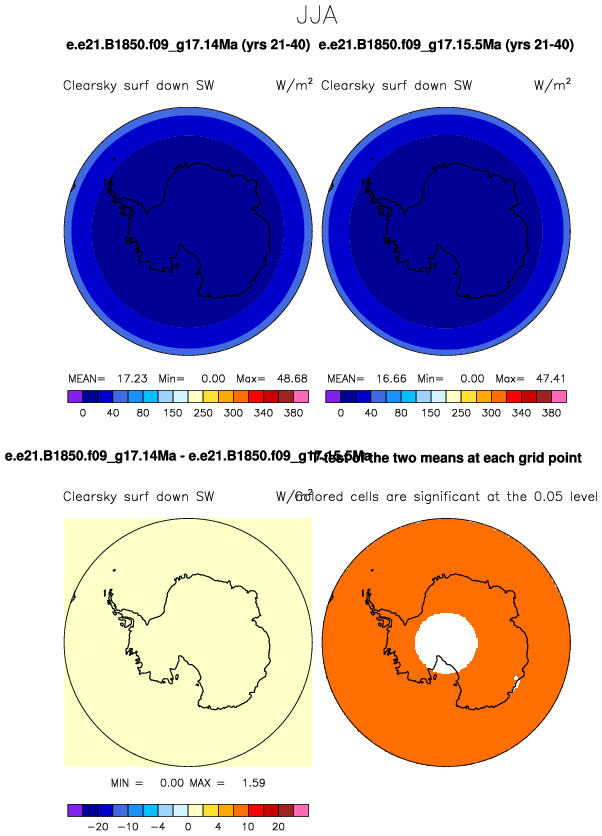 JJA
e.e21.B1850.f09_g17.14Ma (yrs 21-40)
e.e21.B1850.f09_g17.15.5Ma (yrs 21-40)
Clearsky surf down SW W/m²
Clearsky surf down SW W/m²
MEAN= 17.23 Min= 0.00 Max= 48.68
MEAN= 16.66 Min= 0.00 Max= 47.41
0 40 80 150 200 250 300 340 380
0 40 80 150 200 250 300 340 380
e.e21.B1850.f09_g17.14Ma - e.e21.B1850.f09_g17.15.5Ma
T-test of the two means at each grid point
Clearsky surf down SW W/m²
Colored cells are significant at the 0.05 level
MIN = 0.00 MAX = 1.59
-20 -10 -4 0 4 10 20